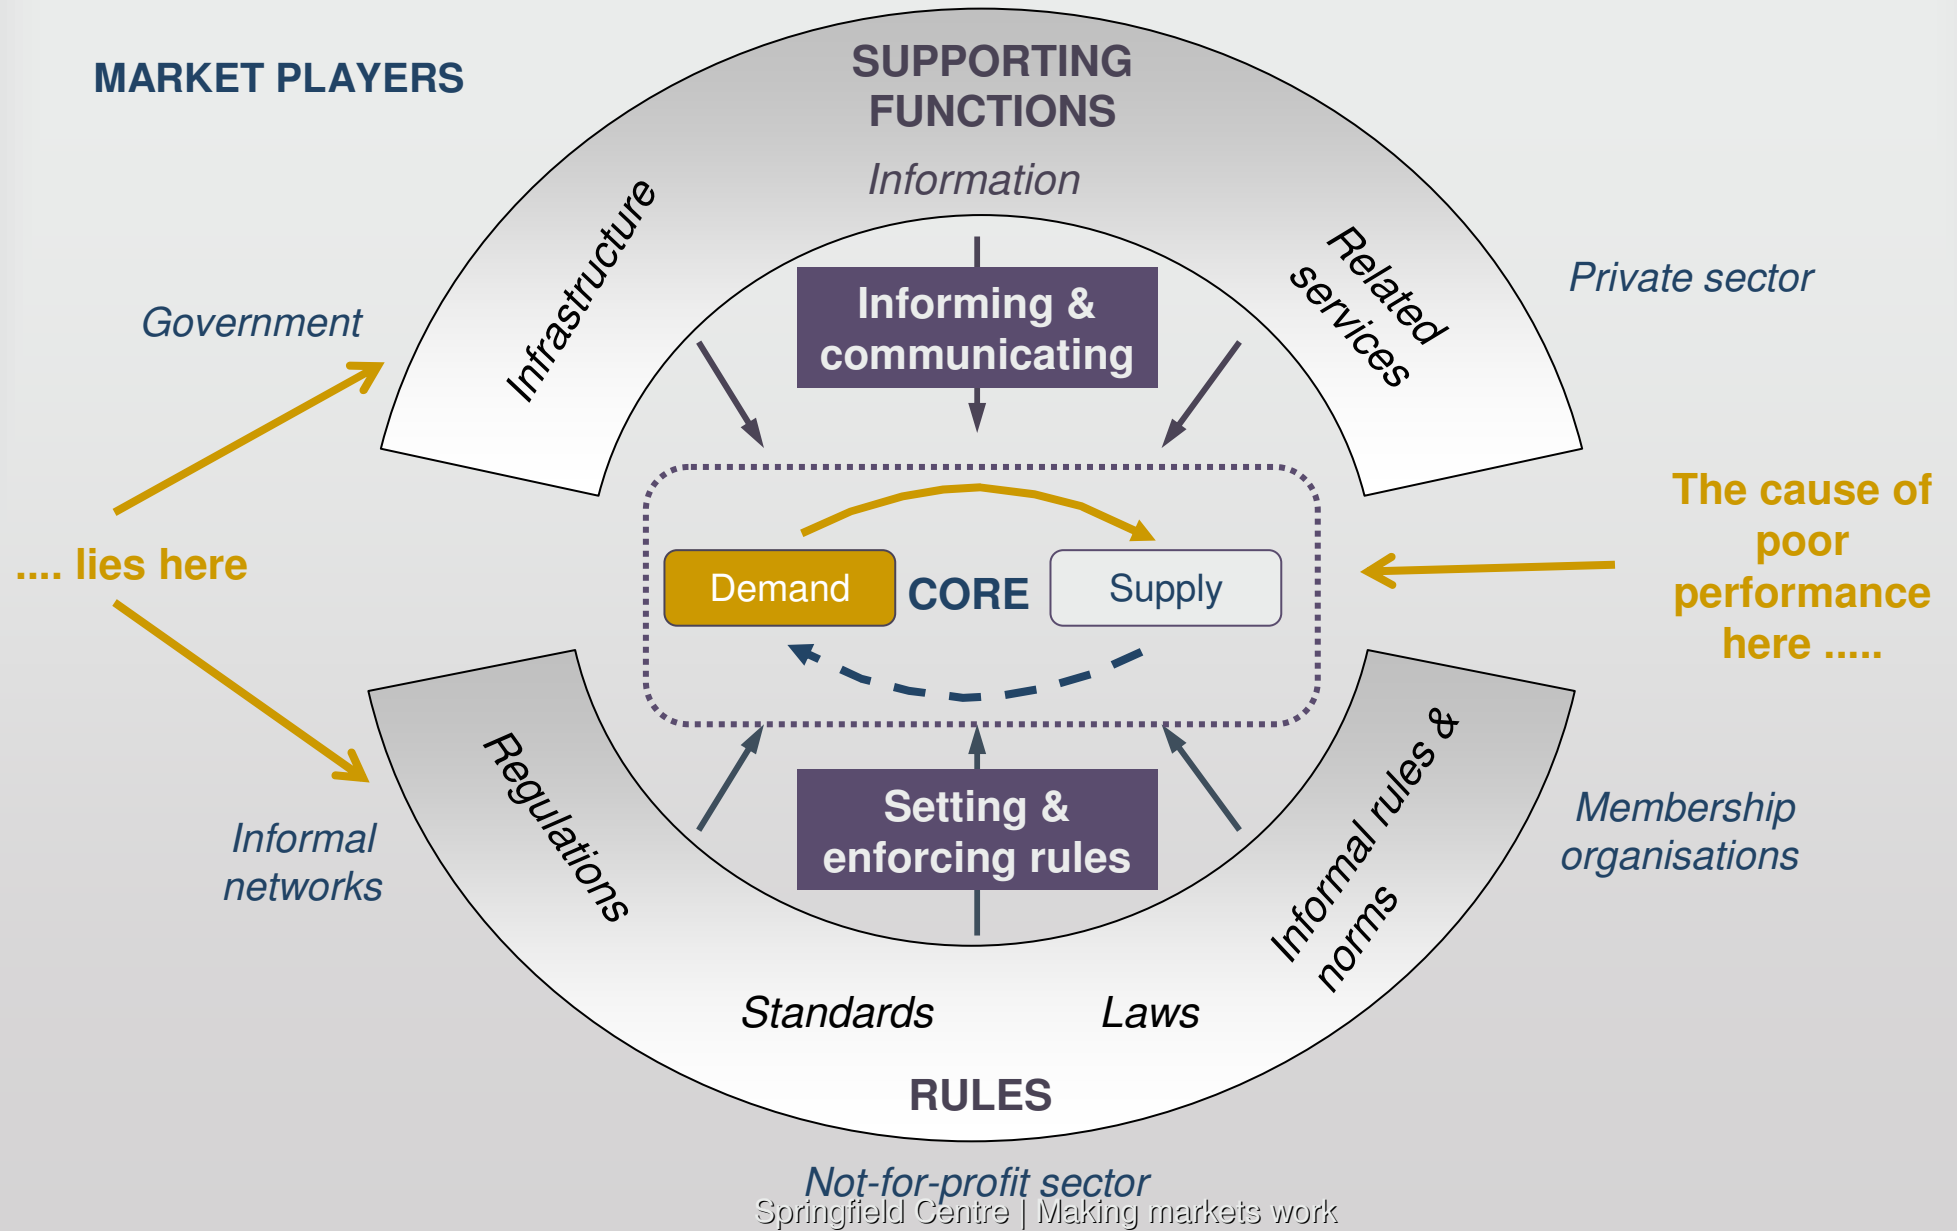 MARKET PLAYERS
SUPPORTING
FUNCTIONS
Information
Infrastructure
Related
services
Government
Private sector
Informing &
communicating
The cause of
poor
performance
here .....
.... lies here
Demand
CORE
Supply
Setting &
enforcing rules
Regulations
Informal rules &
norms
Informal
networks
Membership
organisations
Standards
Laws
RULES
Not-for-profit sector
Springfield Centre | Making markets work